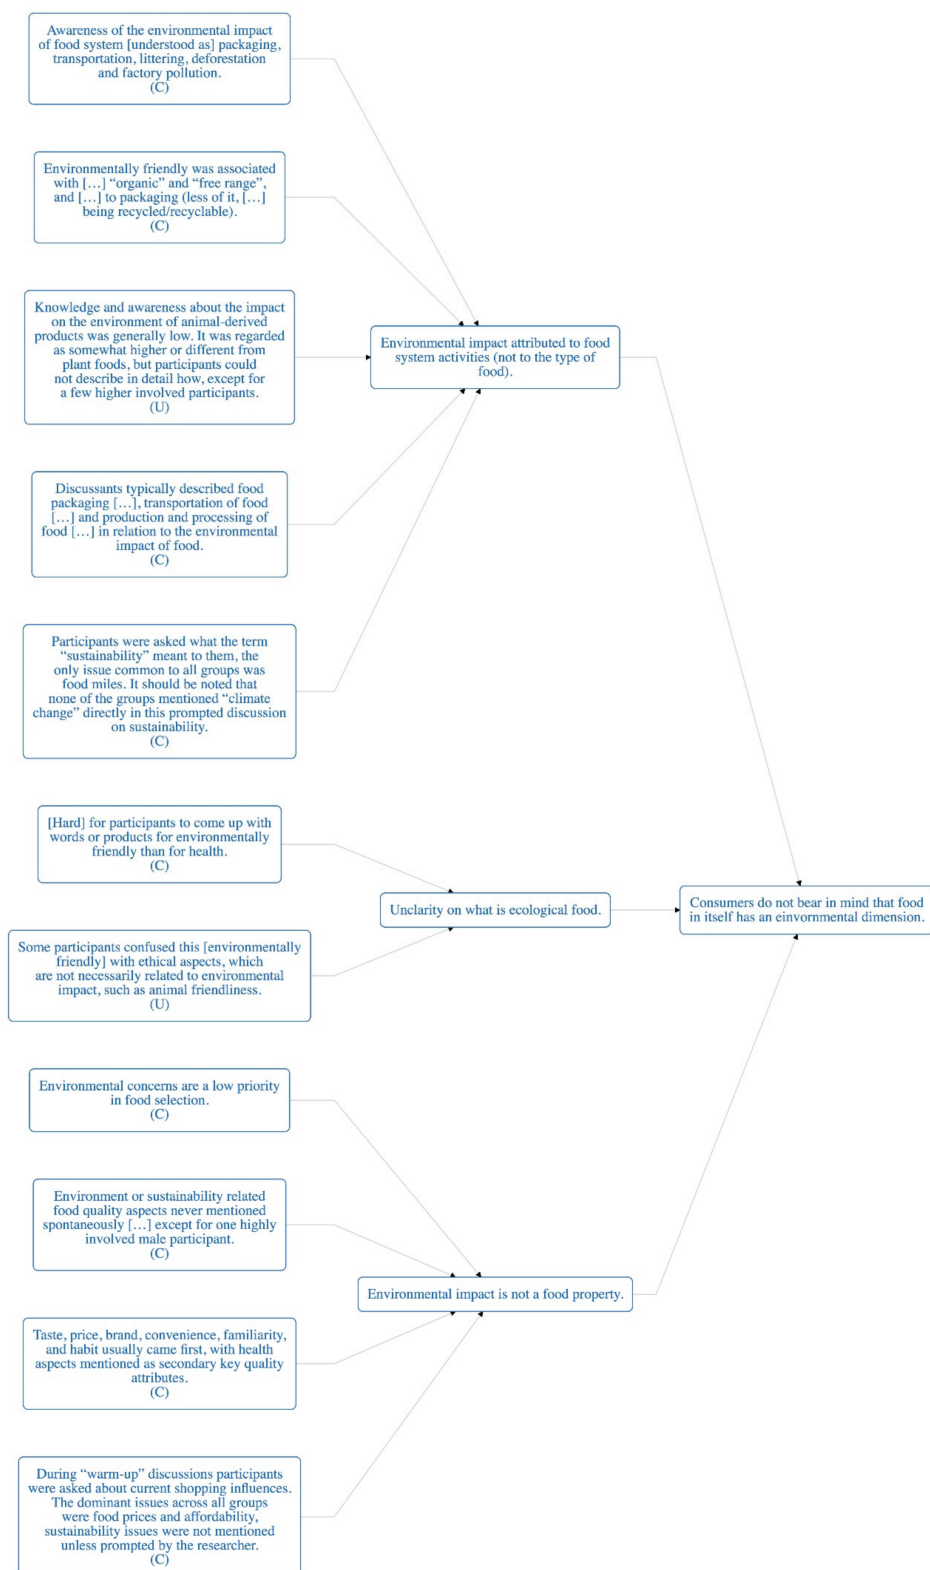 Awareness of the environmental impact
of food system [understood as] packaging,
transportation, littering, deforestation
and factory pollution.
(C)
Environmentally friendly was associated
with […] “organic” and “free range”,
and […] to packaging (less of it, […]
being recycled/recyclable).
(C)
Knowledge and awareness about the impact
on the environment of animal-derived
products was generally low. It was regarded
as somewhat higher or different from
plant foods, but participants could
not describe in detail how, except for
a few higher involved participants.
(U)
Environmental impact attributed to food
system activities (not to the type of
food).
Discussants typically described food
packaging […], transportation of food
[…] and production and processing of
food […] in relation to the environmental
impact of food.
(C)
Participants were asked what the term
“sustainability” meant to them, the
only issue common to all groups was
food miles. It should be noted that
none of the groups mentioned “climate
change” directly in this prompted discussion
on sustainability.
(C)
[Hard] for participants to come up with
words or products for environmentally
friendly than for health.
(C)
Unclarity on what is ecological food.
Consumers do not bear in mind that food
in itself has an einvornmental dimension.
Some participants confused this [environmentally
friendly] with ethical aspects, which
are not necessarily related to environmental
impact, such as animal friendliness.
(U)
Environmental concerns are a low priority
in food selection.
(C)
Environment or sustainability related
food quality aspects never mentioned
spontaneously […] except for one highly
involved male participant.
(C)
Environmental impact is not a food property.
Taste, price, brand, convenience, familiarity,
and habit usually came first, with health
aspects mentioned as secondary key quality
attributes.
(C)
During “warm-up” discussions participants
were asked about current shopping influences.
The dominant issues across all groups
were food prices and affordability,
sustainability issues were not mentioned
unless prompted by the researcher.
(C)